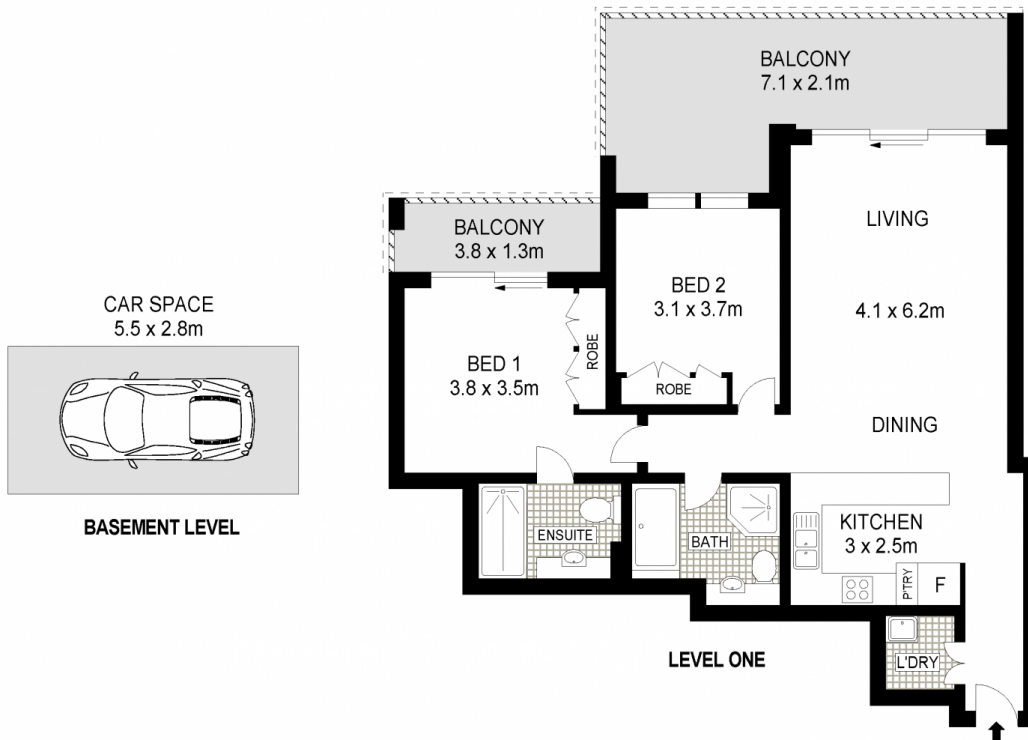 BALCONY
7.1 x 2.1m
BALCONY
3.8 x 1.3m
LIVING
4.1 x 6.2m
BED 2
3.1 x 3.7m
ROBE
CAR SPACE
5.5 x 2.8m
BED 1
3.8 x 3.5m
ROBE
DINING
BASEMENT LEVEL
ENSUITE
BATH
KITCHEN
3 x 2.5m
P'TRY
F
LEVEL ONE
L'DRY